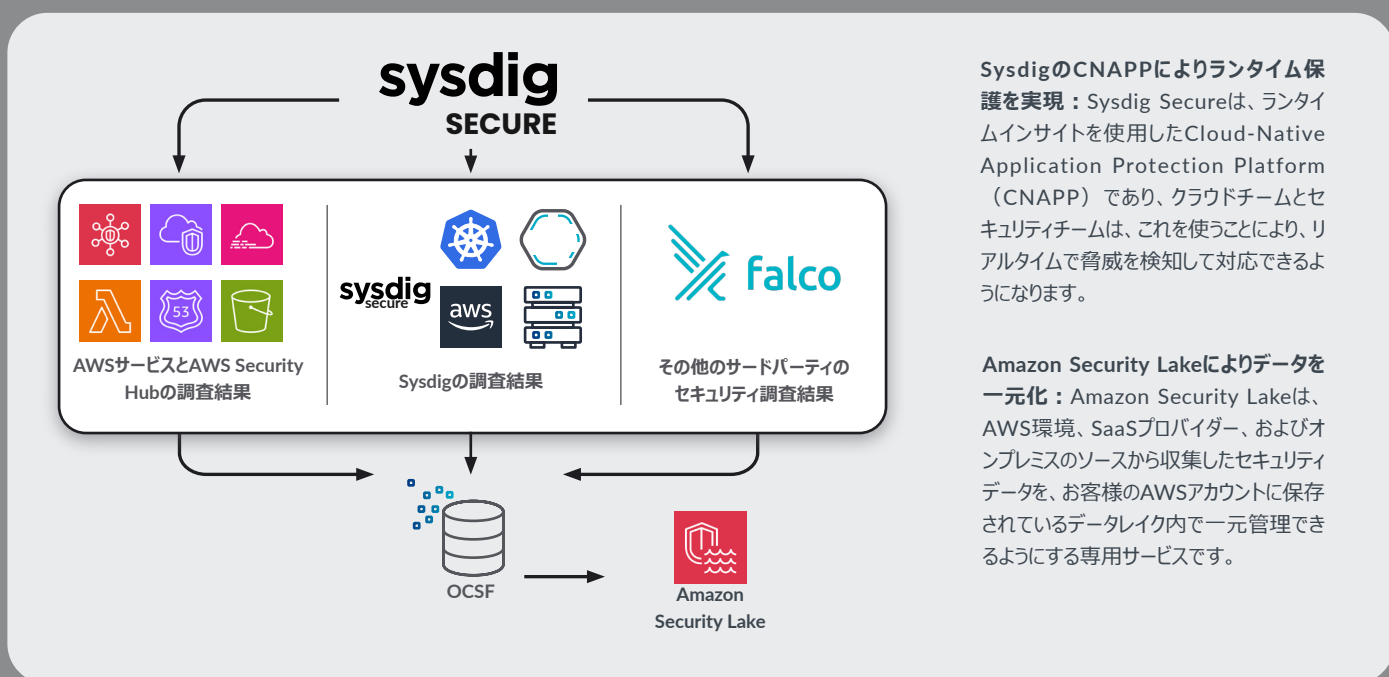 sysdig
SECURE
53
sysdig
secure
aws
falco
AWSサービスとAWS Security
Hubの調査結果
Sysdigの調査結果
その他のサードパーティの
セキュリティ調査結果
OCSF
Amazon
Security Lake
SysdigのCNAPPによりランタイム保
護を実現：Sysdig Secureは、ランタイ
ムインサイトを使用したCloud-Native
Application Protection Platform
（CNAPP）であり、クラウドチームとセ
キュリティチームは、これを使うことにより、リ
アルタイムで脅威を検知して対応できるよ
うになります。
Amazon Security Lakeによりデータを
一元化：Amazon Security Lakeは、
AWS環境、SaaSプロバイダー、およびオ
ンプレミスのソースから収集したセキュリティ
データを、お客様のAWSアカウントに保存
されているデータレイク内で一元管理でき
るようにする専用サービスです。